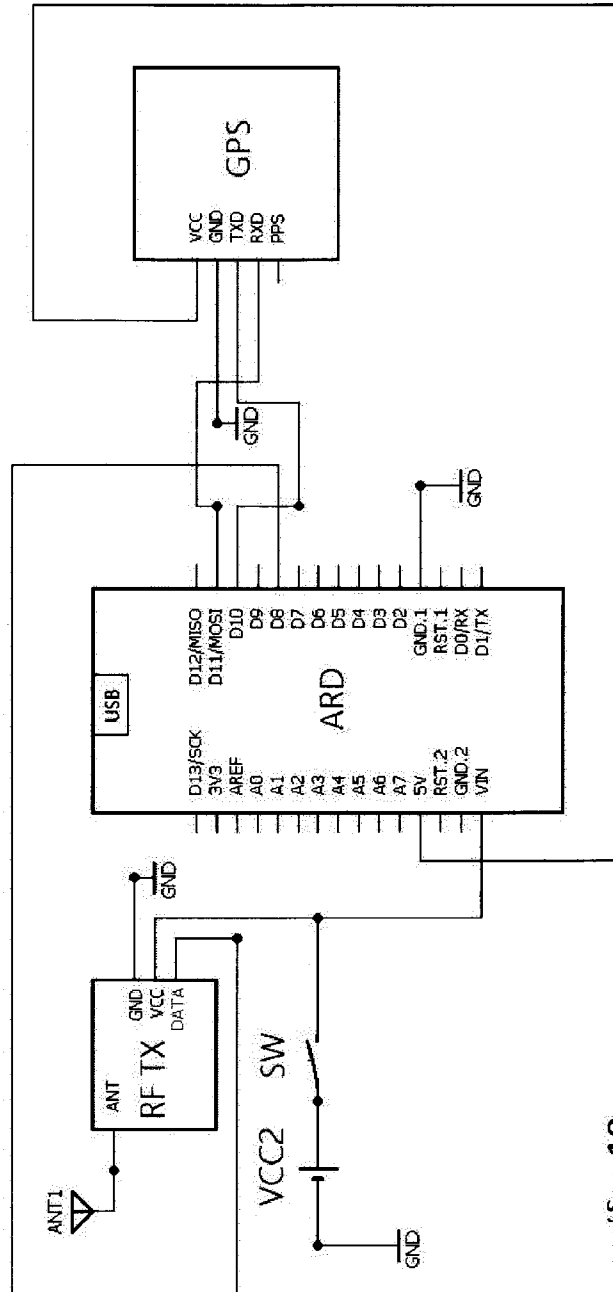 GPS
VCC
GND
TXD
RXD
PPS
GND
GND
USB
ARD
D12/MISO
D11/MOSI
D10
D9
D8
D7
D6
D5
D4
D3
D2
GND.1
RST.1
D0/RX
D1/TX
D13/SCK
3V3
AREF
A0
A1
A2
A3
A4
A5
A6
A7
5V
RST.2
GND.2
VIN
GND
GND
VCC
DATA
RF TX
ANT
ANT1
SW
VCC2
GND